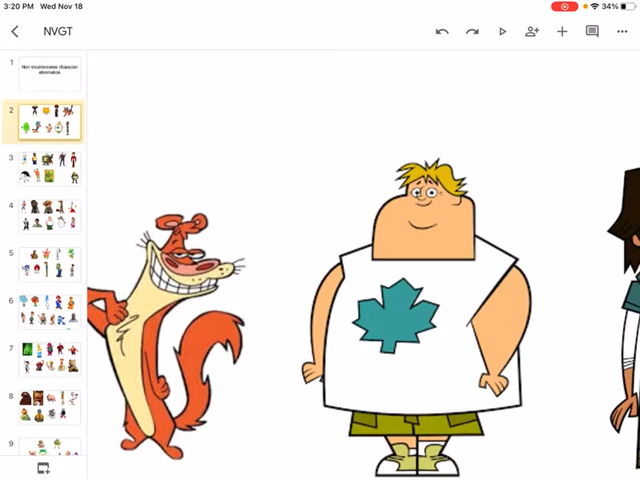 3:20 PM Wed Nov 18
34%
NVGT
1
Non troublemaker character
elimination
2
3
4
5
6
7
8
9